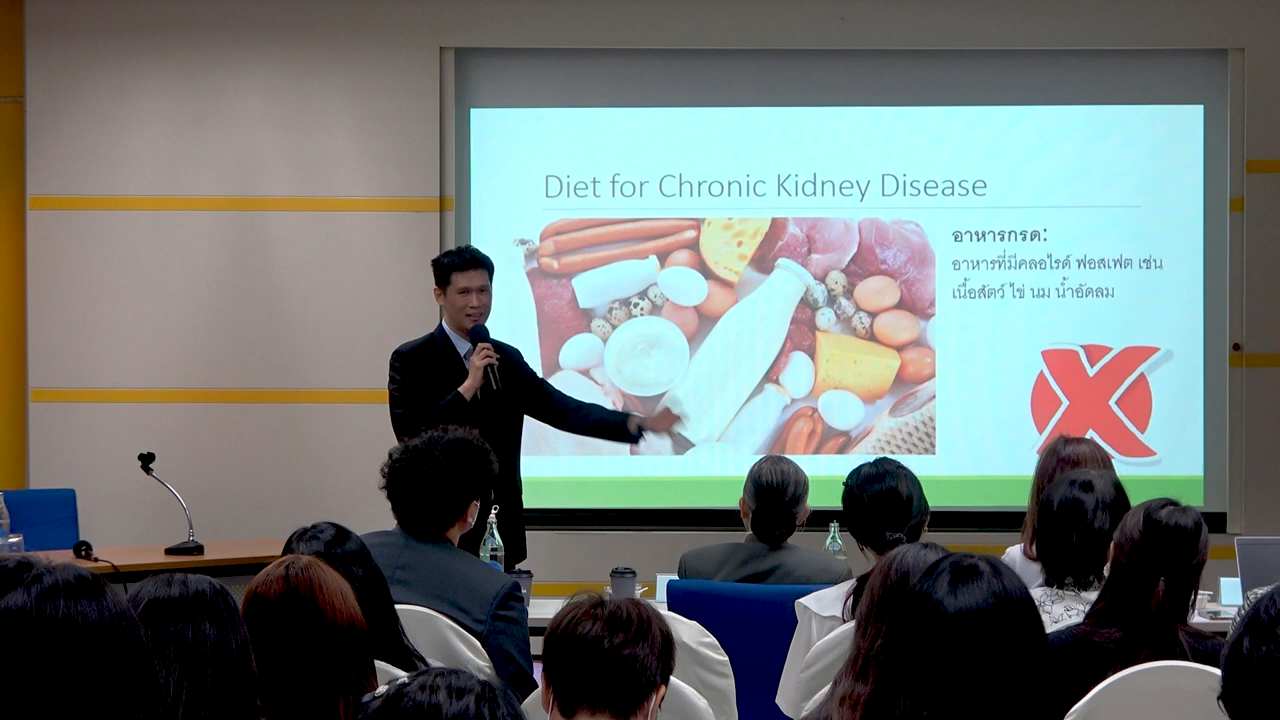 Diet for Chronic Kidney Disease
อาหารกรด:
อาหารที่มีคลอไรด์ ฟอสเฟต เช่น
เนื้อสัตว์ ไข่ นม น้ำอัดลม
X